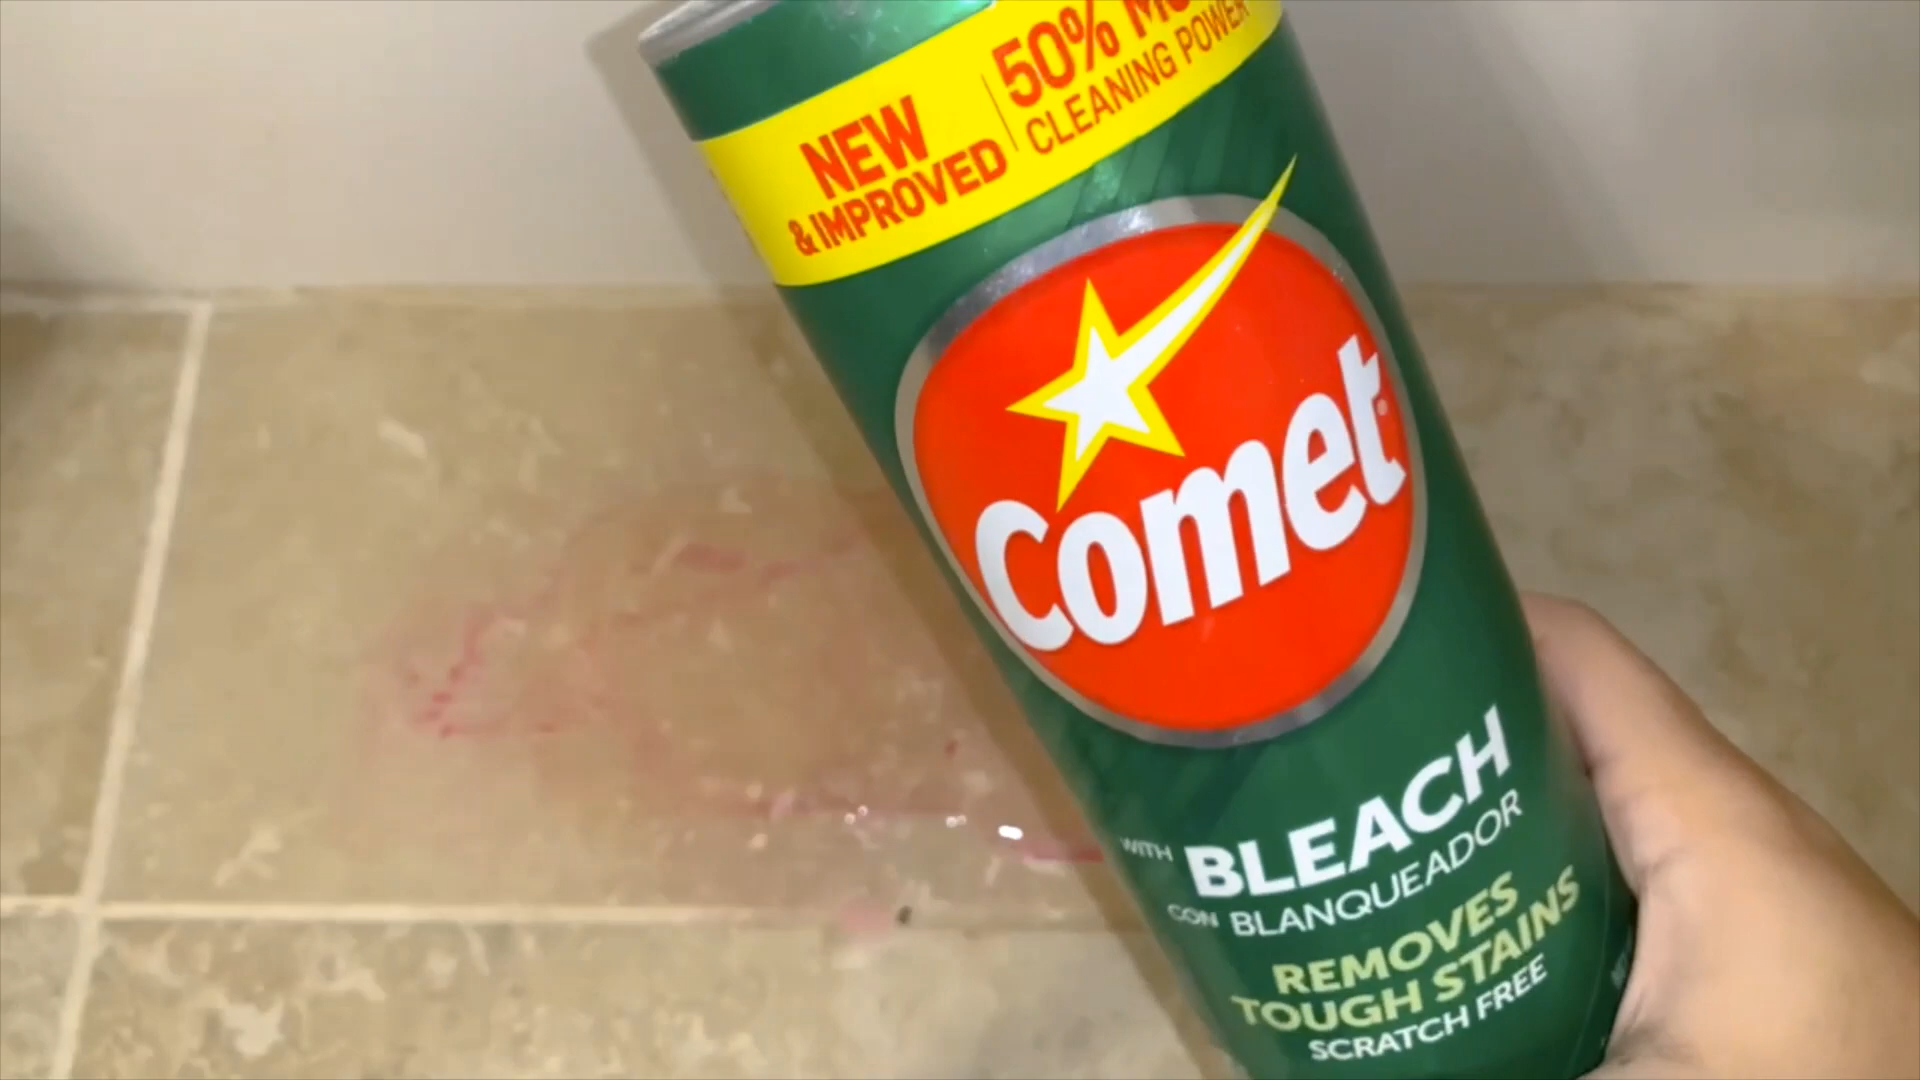 NEW
& IMPROVED
50%
CLEANING POWER
Comet
WITH BLEACH
CON BLANQUEADOR
REMOVES
TOUGH STAINS
SCRATCH FREE